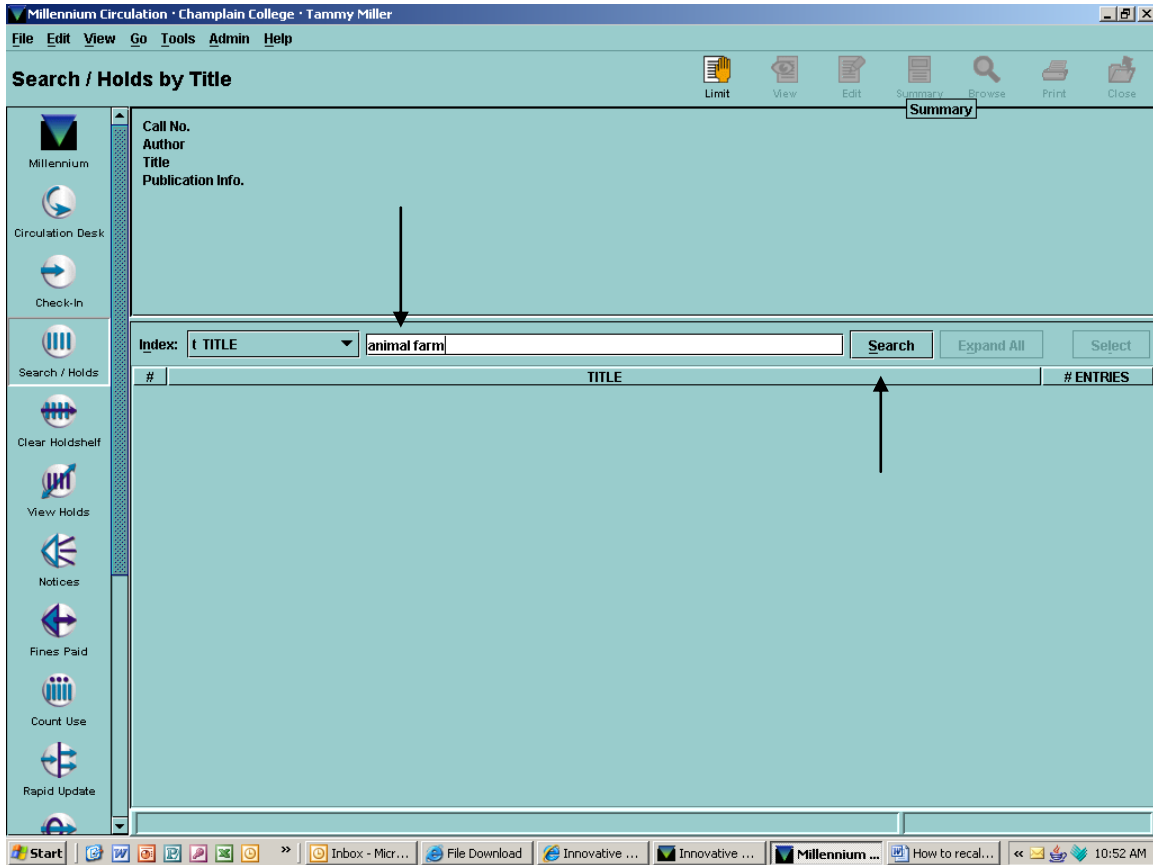 Millennium Circulation · Champlain College · Tammy Miller
File Edit View Go Tools Admin Help
Search / Holds by Title
Limit View Edit Summary Browse Print Close
Summary
Call No.
Author
Title
Publication Info.
Millennium
Circulation Desk
Check-In
Search / Holds
Clear Holdshelf
View Holds
Notices
Fines Paid
Count Use
Rapid Update
Index: t TITLE animal farm Search Expand All Select
# TITLE # ENTRIES
Start » Inbox - Micr... File Download Innovative ... Innovative ... Millennium ... How to recal... « 10:52 AM